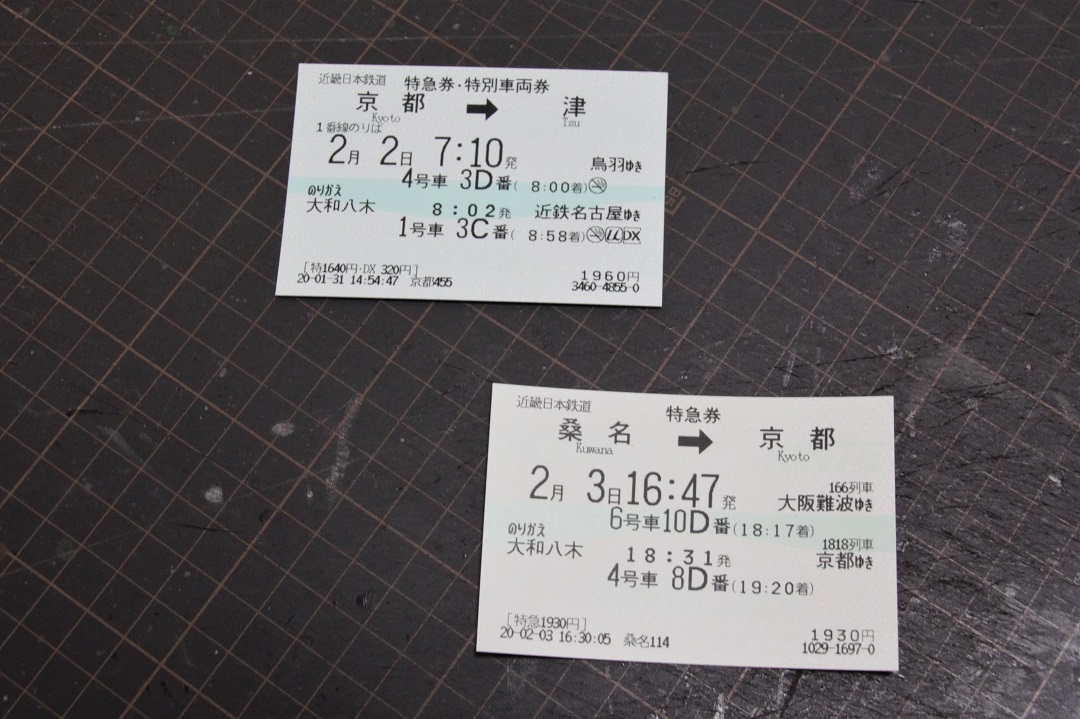 近畿日本鉄道 特急券・特別車両券
京都 ➡ 津
Kyoto Tsu
1番線のりば
2月 2日 7:10発 鳥羽ゆき
4号車 3D番( 8:00着)
のりかえ
大和八木 8:02発 近鉄名古屋ゆき
1号車 3C番( 8:58着) LL DX
[特1640円・DX 320円] 1960円
20-01-31 14:54:47 京都455 3460-4855-0
近畿日本鉄道 特急券
桑名 ➡ 京都
Kuwana Kyoto
166列車
2月 3日 16:47発 大阪難波ゆき
6号車 10D番(18:17着)
のりかえ 1818列車
大和八木 18:31発 京都ゆき
4号車 8D番(19:20着)
[特急1930円] 1930円
20-02-03 16:30:05 桑名114 1029-1697-0